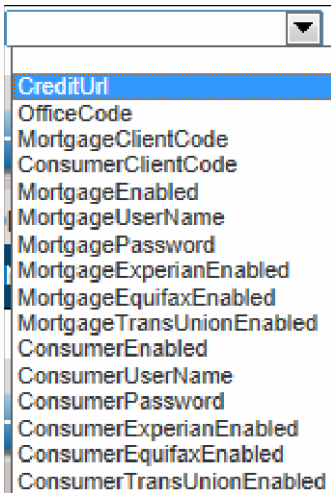 CreditUrl
OfficeCode
MortgageClientCode
ConsumerClientCode
MortgageEnabled
MortgageUserName
MortgagePassword
MortgageExperianEnabled
MortgageEquifaxEnabled
MortgageTransUnionEnabled
ConsumerEnabled
ConsumerUserName
ConsumerPassword
ConsumerExperianEnabled
ConsumerEquifaxEnabled
ConsumerTransUnionEnabled